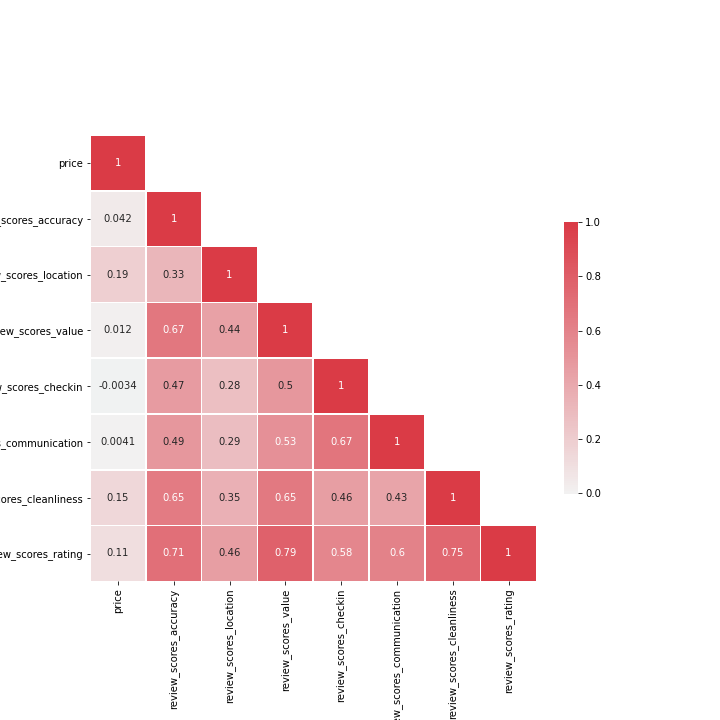 price 1
_scores_accuracy 0.042 1
_scores_location 0.19 0.33 1
ew_scores_value 0.012 0.67 0.44 1
_scores_checkin -0.0034 0.47 0.28 0.5 1
_communication 0.0041 0.49 0.29 0.53 0.67 1
ores_cleanliness 0.15 0.65 0.35 0.65 0.46 0.43 1
ew_scores_rating 0.11 0.71 0.46 0.79 0.58 0.6 0.75 1
price
review_scores_accuracy
review_scores_location
review_scores_value
review_scores_checkin
ew_scores_communication
review_scores_cleanliness
review_scores_rating
1.0
0.8
0.6
0.4
0.2
0.0